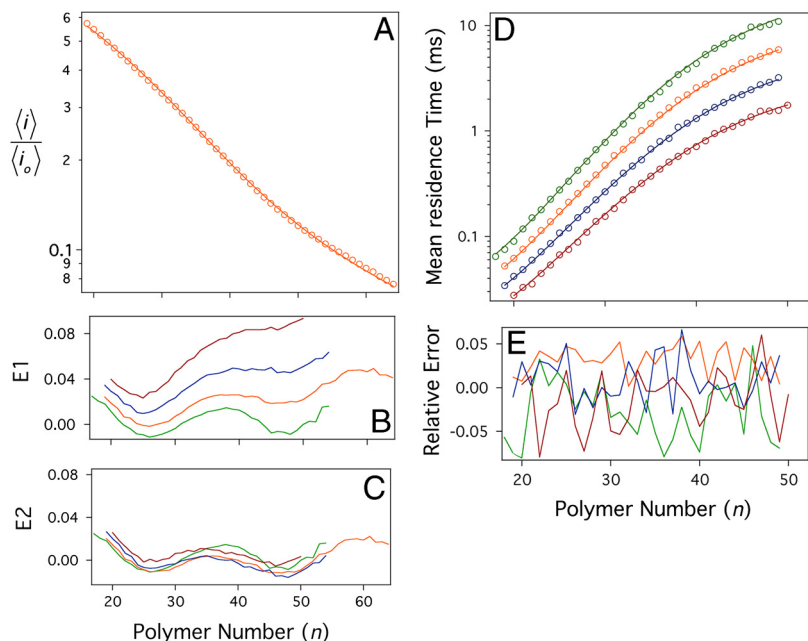 A
6
5
4
3
2
0.1
9
8
⟨i⟩
⟨i₀⟩
E1
0.08
0.04
0.00
B
E2
0.08
0.04
0.00
C
20 30 40 50 60
Polymer Number (n)
D
Mean residence Time (ms)
10
1
0.1
E
Relative Error
0.05
0.00
-0.05
20 30 40 50
Polymer Number (n)